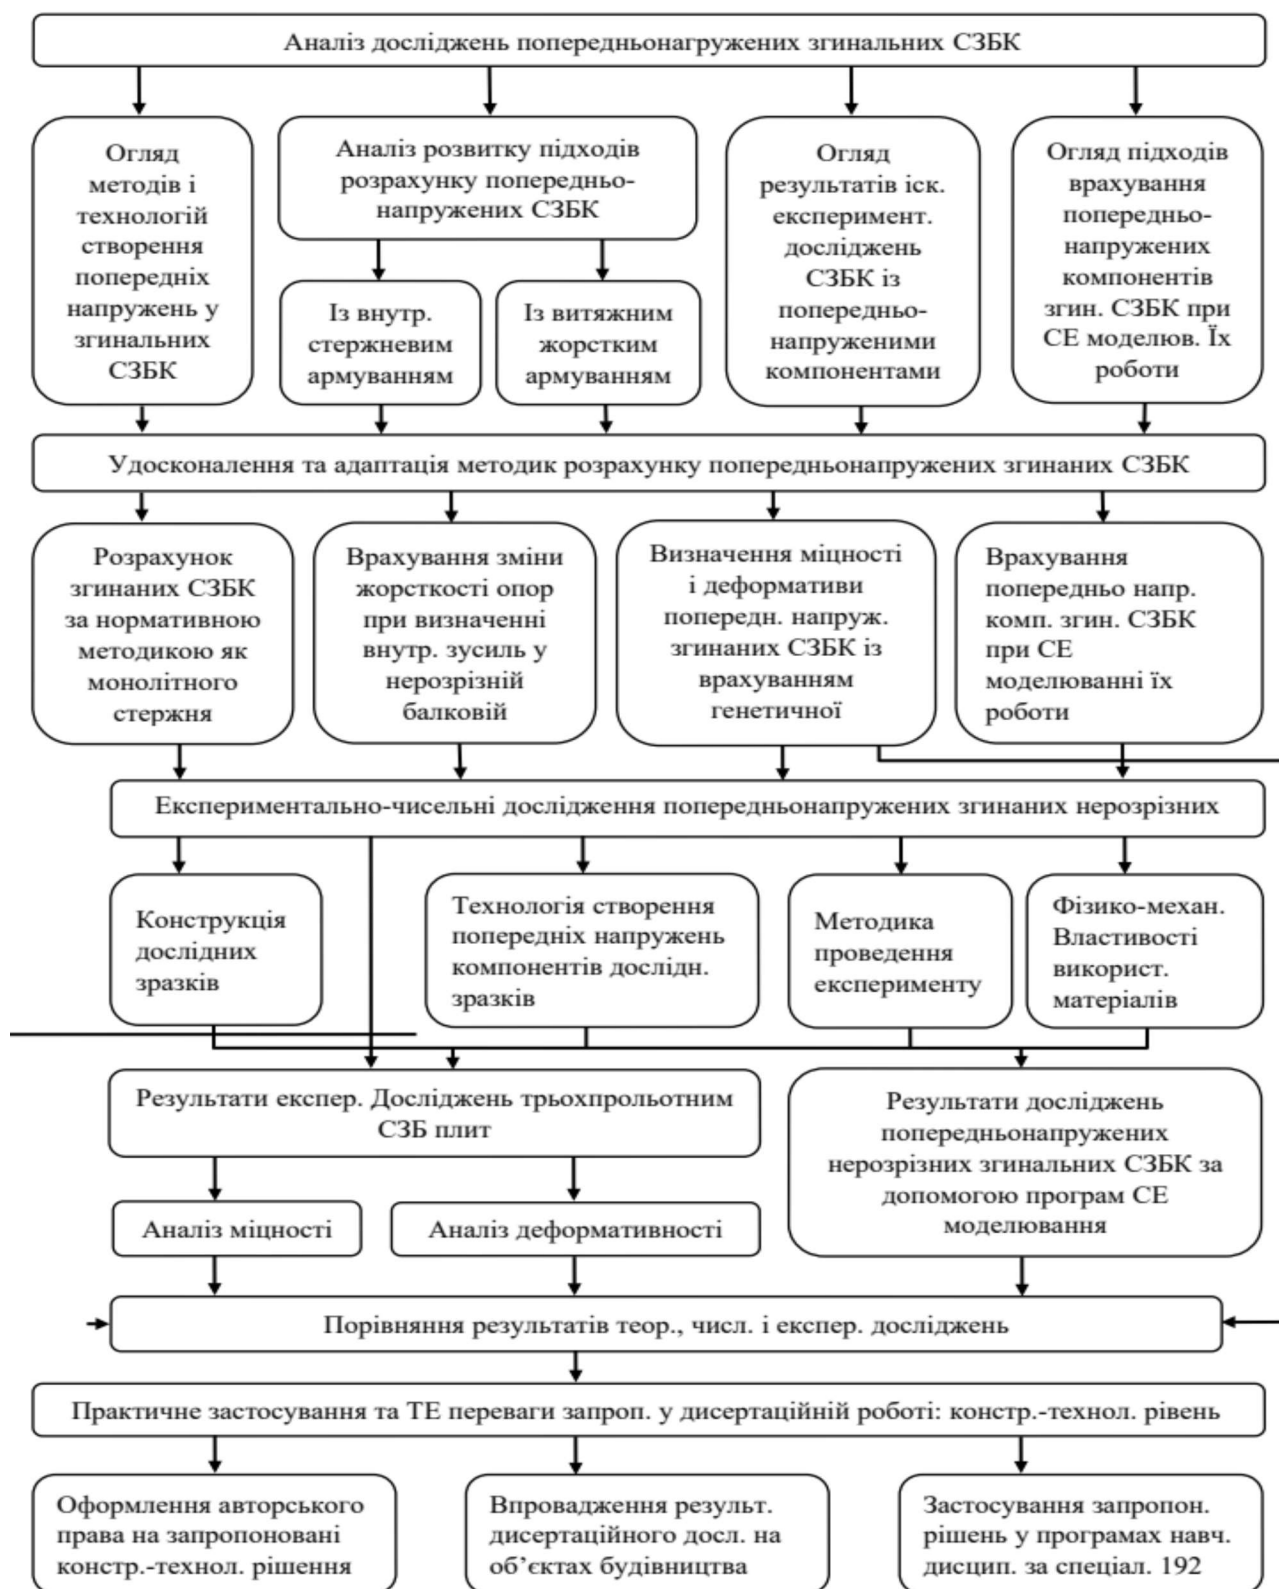 Аналіз досліджень попередньонагружених згинальних СЗБК
Огляд
методів і
технологій
створення
попередніх
напружень у
згинальних
СЗБК
Аналіз розвитку підходів
розрахунку попередньо-
напружених СЗБК
Із внутр.
стержневим
армуванням
Із витяжним
жорстким
армуванням
Огляд
результатів іск.
експеримент.
досліджень
СЗБК із
попередньо-
напруженими
компонентами
Огляд підходів
врахування
попередньо-
напружених
компонентів
згин. СЗБК при
СЕ моделюв. Їх
роботи
Удосконалення та адаптація методик розрахунку попередньонапружених згинаних СЗБК
Розрахунок
згинаних СЗБК
за нормативною
методикою як
монолітного
стержня
Врахування зміни
жорсткості опор
при визначенні
внутр. зусиль у
нерозрізній
балковій
Визначення міцності
і деформативи
попередн. напруж.
згинаних СЗБК із
врахуванням
генетичної
Врахування
попередньо напр.
комп. згин. СЗБК
при СЕ
моделюванні їх
роботи
Експериментально-чисельні дослідження попередньонапружених згинаних нерозрізних
Конструкція
дослідних
зразків
Технологія створення
попередніх напружень
компонентів дослідн.
зразків
Методика
проведення
експерименту
Фізико-механ.
Властивості
використ.
матеріалів
Результати експер. Досліджень трьохпрольотним
СЗБ плит
Результати досліджень
попередньонапружених
нерозрізних згинальних СЗБК за
допомогою програм СЕ
моделювання
Аналіз міцності
Аналіз деформативності
Порівняння результатів теор., числ. і експер. досліджень
Практичне застосування та ТЕ переваги запроп. у дисертаційній роботі: констр.-технол. рівень
Оформлення авторського
права на запропоновані
констр.-технол. рішення
Впровадження результ.
дисертаційного досл. на
об’єктах будівництва
Застосування запропон.
рішень у програмах навч.
дисцип. за спеціал. 192